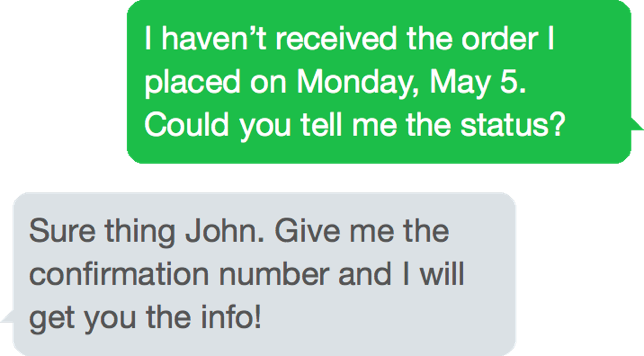 I haven’t received the order I
placed on Monday, May 5.
Could you tell me the status?
Sure thing John. Give me the
confirmation number and I will
get you the info!